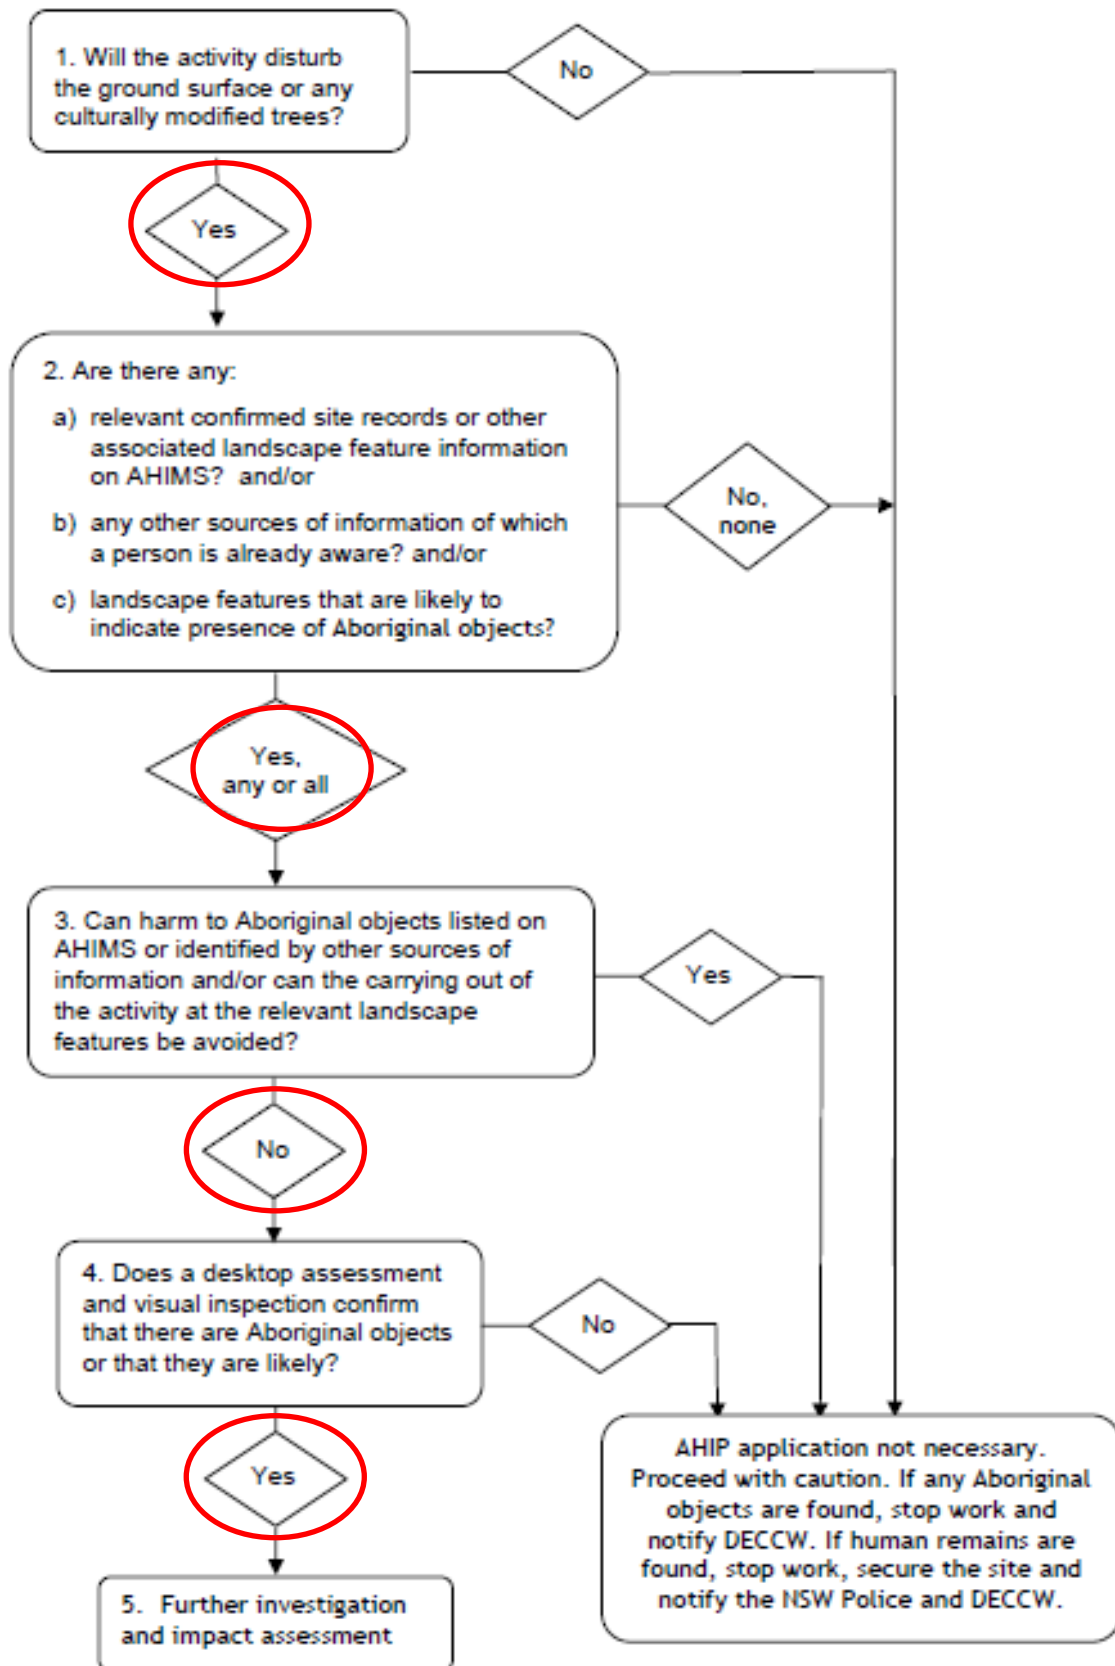 1. Will the activity disturb
the ground surface or any
culturally modified trees?
No
Yes
2. Are there any:
a) relevant confirmed site records or other
associated landscape feature information
on AHIMS? and/or
b) any other sources of information of which
a person is already aware? and/or
c) landscape features that are likely to
indicate presence of Aboriginal objects?
No,
none
Yes,
any or all
3. Can harm to Aboriginal objects listed on
AHIMS or identified by other sources of
information and/or can the carrying out of
the activity at the relevant landscape
features be avoided?
Yes
No
4. Does a desktop assessment
and visual inspection confirm
that there are Aboriginal objects
or that they are likely?
No
Yes
AHIP application not necessary.
Proceed with caution. If any Aboriginal
objects are found, stop work and
notify DECCW. If human remains are
found, stop work, secure the site and
notify the NSW Police and DECCW.
5. Further investigation
and impact assessment